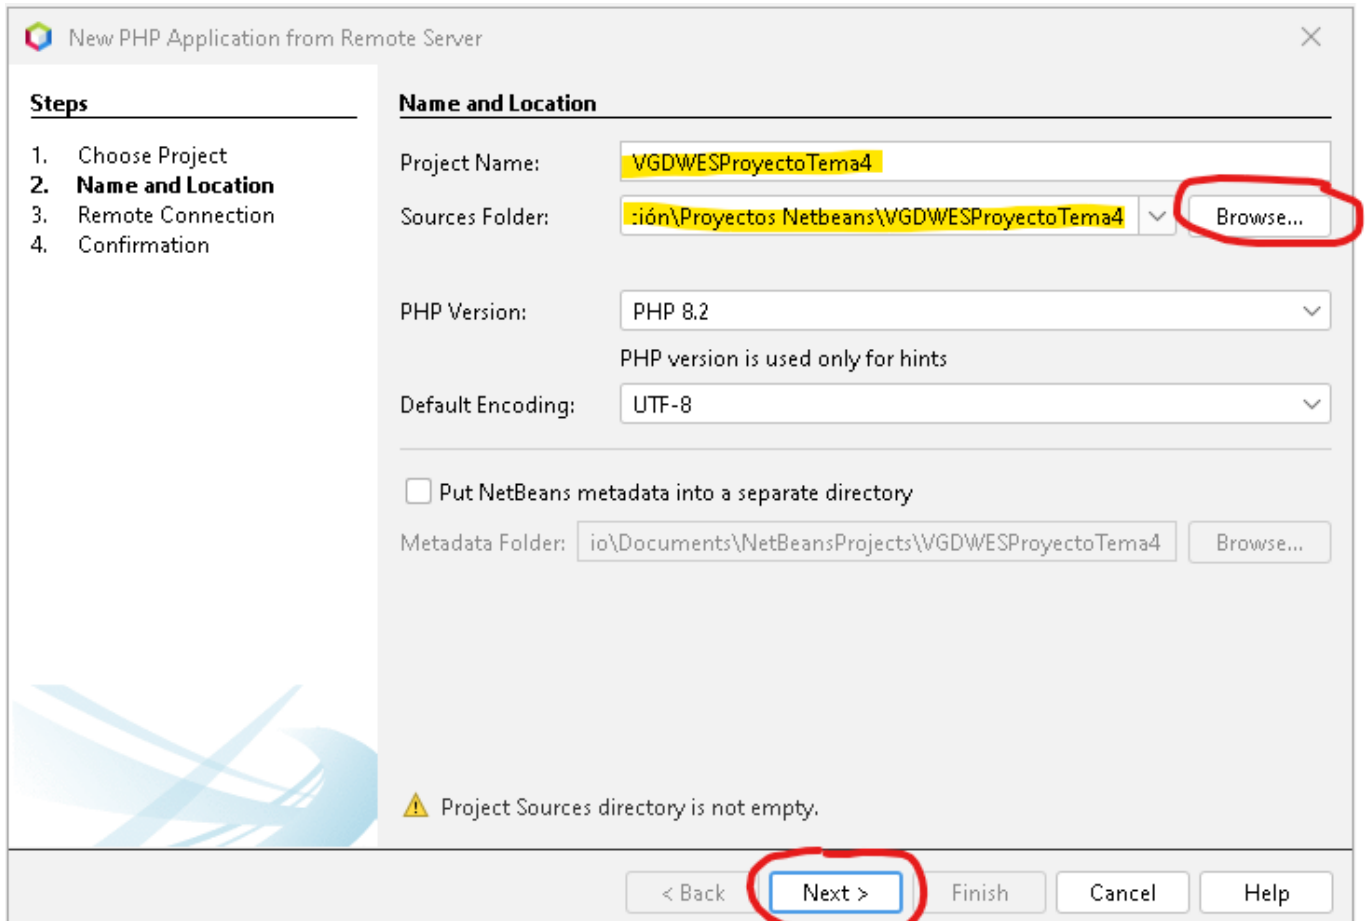 New PHP Application from Remote Server
Steps
1. Choose Project
2. Name and Location
3. Remote Connection
4. Confirmation
Name and Location
Project Name: VGDWESProyectoTema4
Sources Folder: :ión\Proyectos Netbeans\VGDWESProyectoTema4 Browse...
PHP Version: PHP 8.2
PHP version is used only for hints
Default Encoding: UTF-8
Put NetBeans metadata into a separate directory
Metadata Folder: io\Documents\NetBeansProjects\VGDWESProyectoTema4 Browse...
Project Sources directory is not empty.
< Back Next > Finish Cancel Help